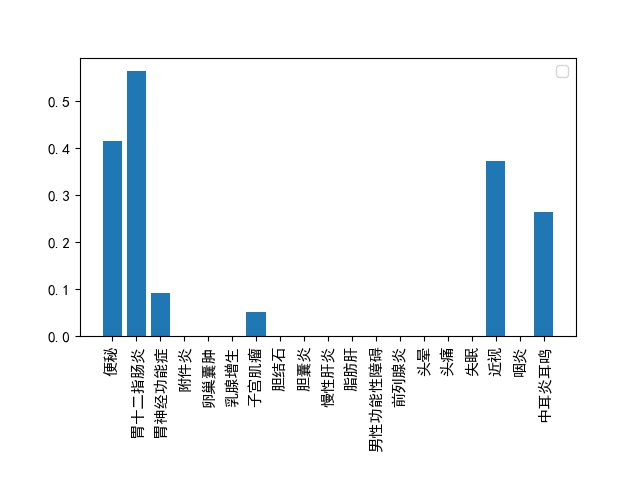 0.5
0.4
0.3
0.2
0.1
0.0
便秘
胃十二指肠炎
胃神经功能症
附件炎
卵巢囊肿
乳腺增生
子宫肌瘤
胆结石
胆囊炎
慢性肝炎
脂肪肝
男性功能性障碍
前列腺炎
头晕
头痛
失眠
近视
咽炎
中耳炎耳鸣